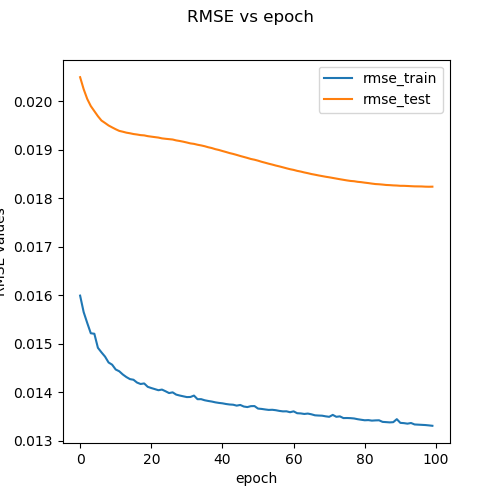 RMSE vs epoch
rmse_train
rmse_test
0.020
0.019
0.018
0.017
0.016
0.015
0.014
0.013
RMSE values
0 20 40 60 80 100
epoch